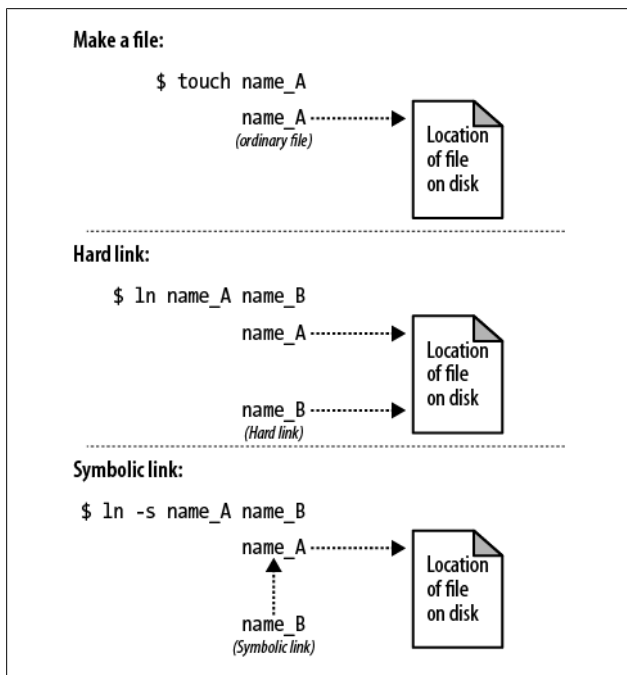 Make a file:
$ touch name_A
name_A
(ordinary file)
Location
of file
on disk
Hard link:
$ ln name_A name_B
name_A
name_B
(Hard link)
Location
of file
on disk
Symbolic link:
$ ln -s name_A name_B
name_A
name_B
(Symbolic link)
Location
of file
on disk